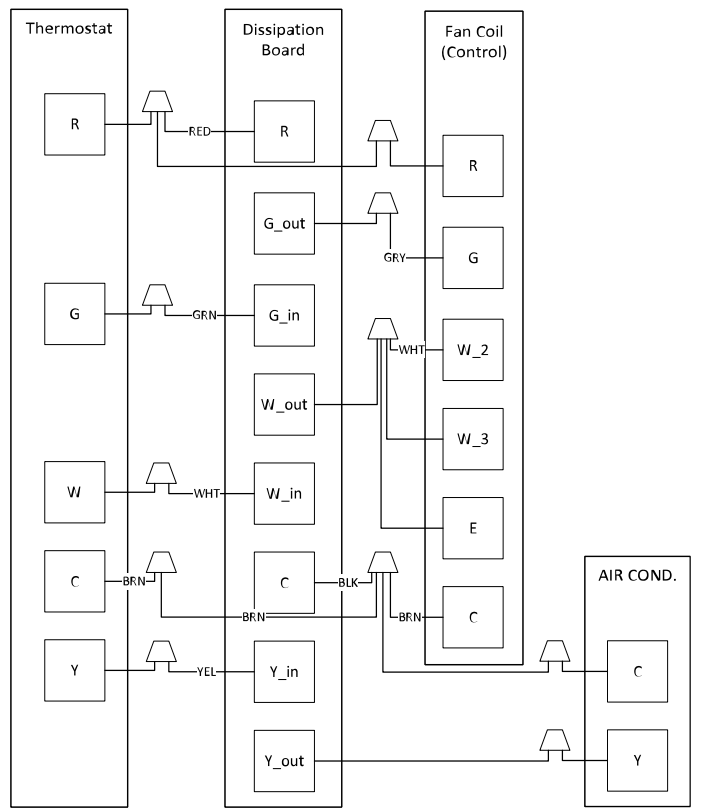 Thermostat
Dissipation
Board
Fan Coil
(Control)
R
RED
R
R
G_out
GRY
G
G
GRN
G_in
WHT
W_2
W_out
W_3
W
WHT
W_in
E
C
BRN
C
BLK
BRN
BRN
C
AIR COND.
Y
YEL
Y_in
C
Y_out
Y